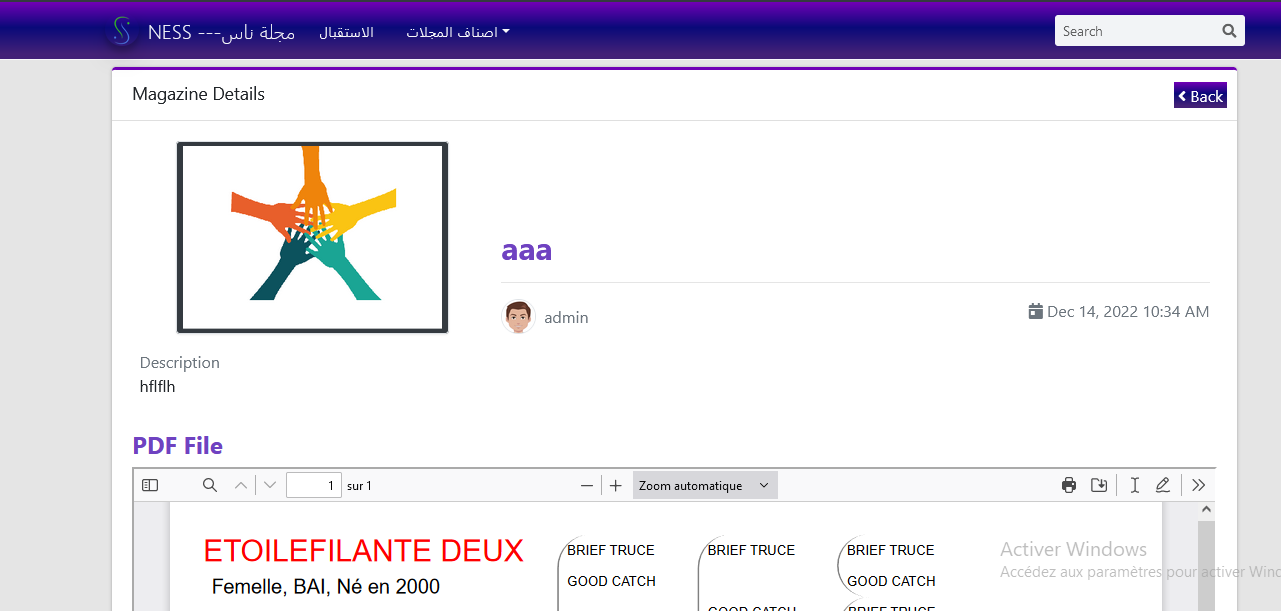 NESS ---مجلة ناس
الاستقبال
اصناف المجلات
Search
Magazine Details
Back
aaa
admin
Dec 14, 2022 10:34 AM
Description
hflflh
PDF File
1 sur 1
Zoom automatique
ETOILEFILANTE DEUX
Femelle, BAI, Né en 2000
BRIEF TRUCE
BRIEF TRUCE
BRIEF TRUCE
GOOD CATCH
GOOD CATCH
GOOD CATCH
BRIEF TRUCE
Activer Windows
Accédez aux paramètres pour activer Winc